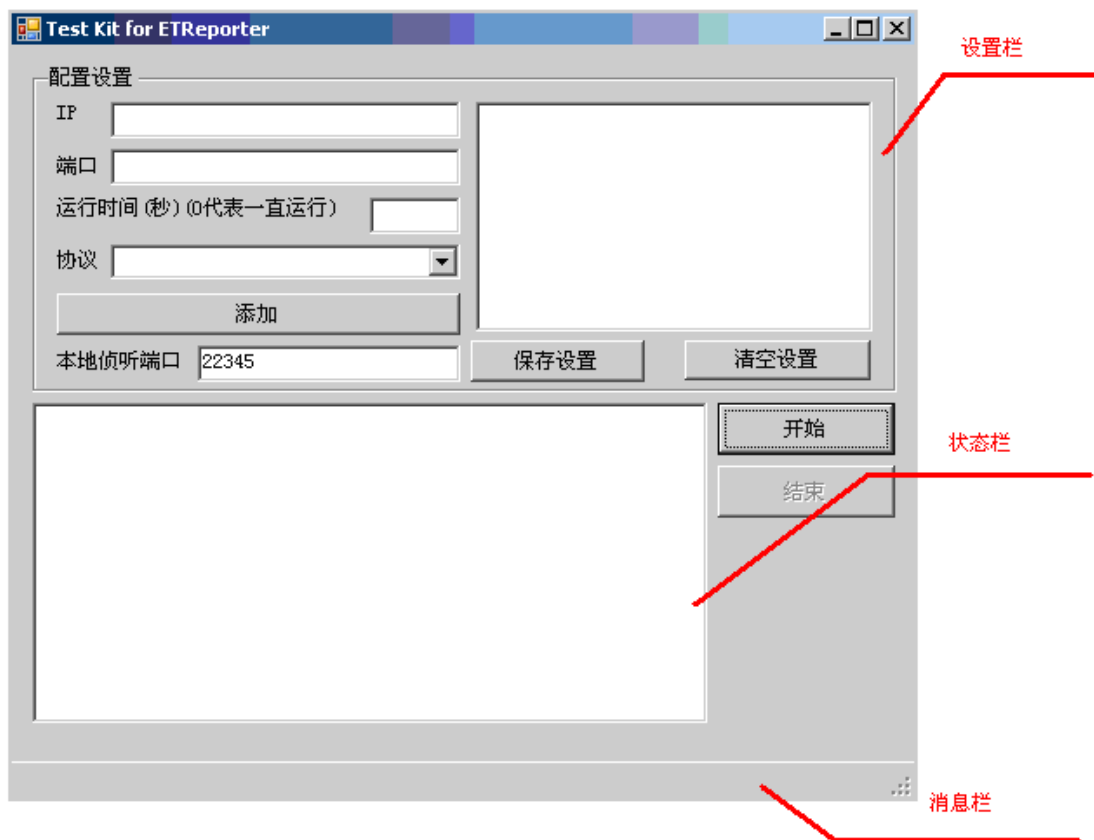 Test Kit for ETReporter
设置栏
配置设置
IP
端口
运行时间(秒)(0代表一直运行)
协议
添加
本地侦听端口 22345 保存设置 清空设置
开始
状态栏
结束
消息栏